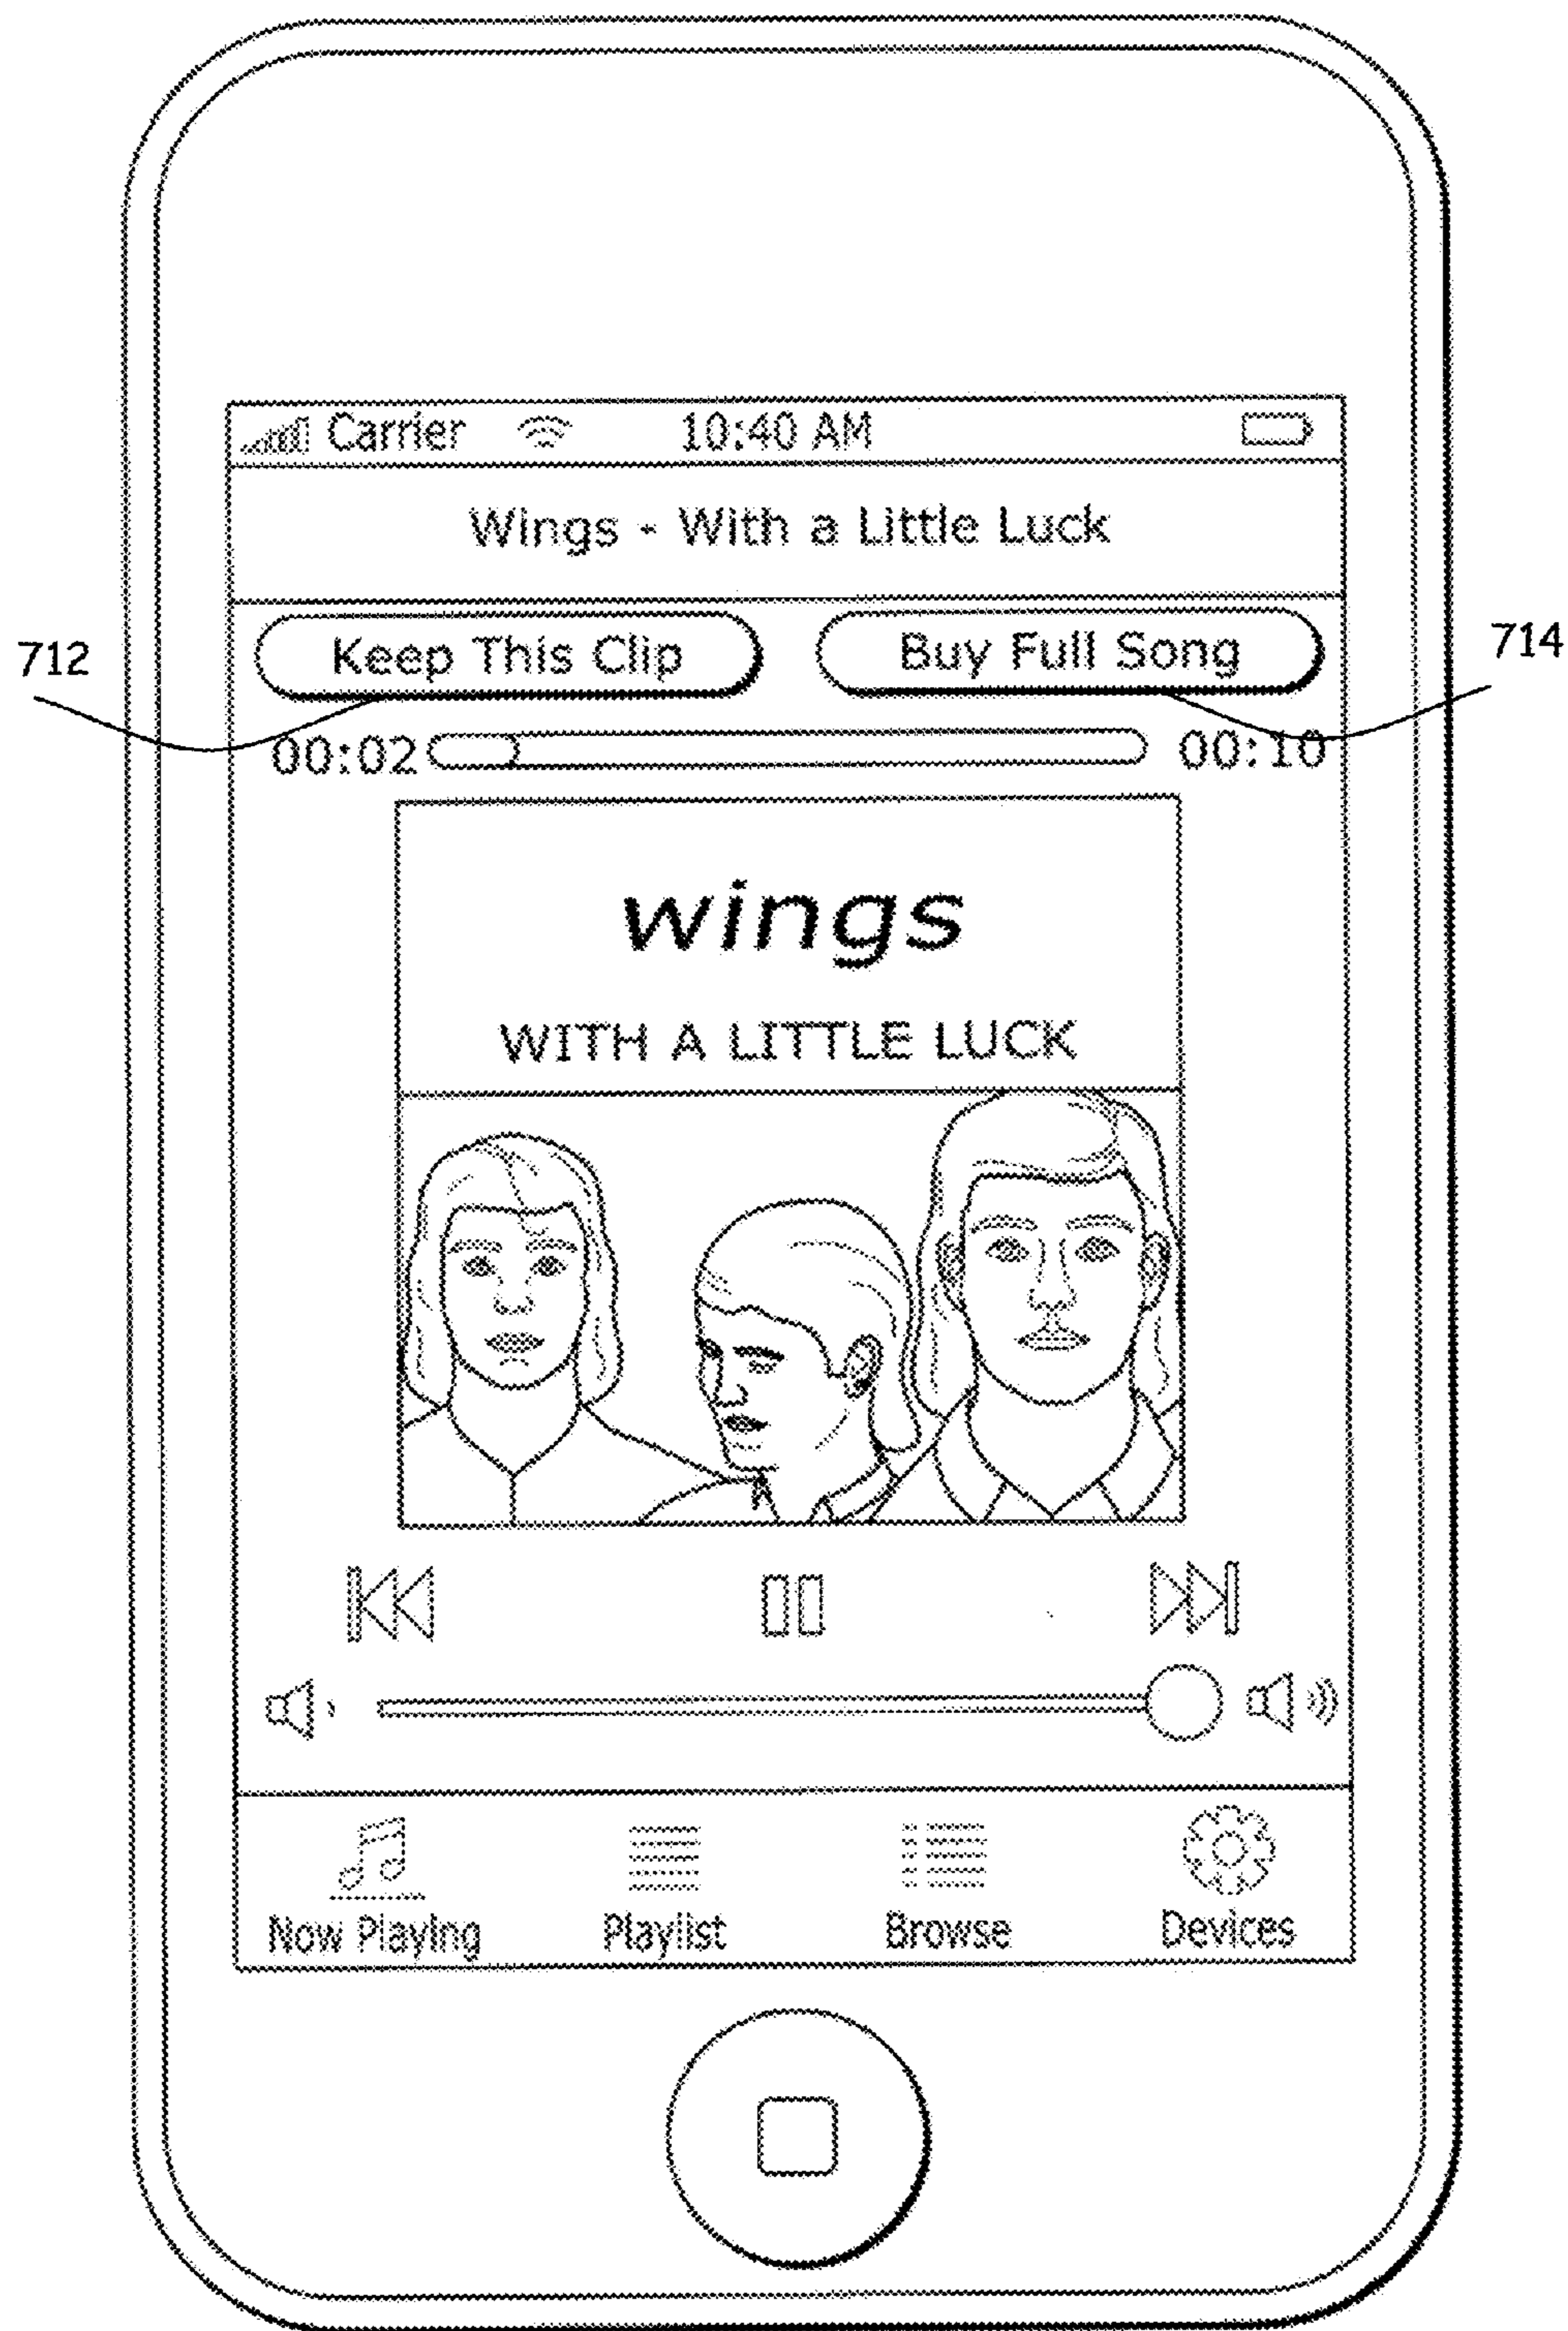 Carrier 10:40 AM
Wings - With a Little Luck
Keep This Clip Buy Full Song
712 714
00:02 00:10
wings
WITH A LITTLE LUCK
Now Playing Playlist Browse Devices